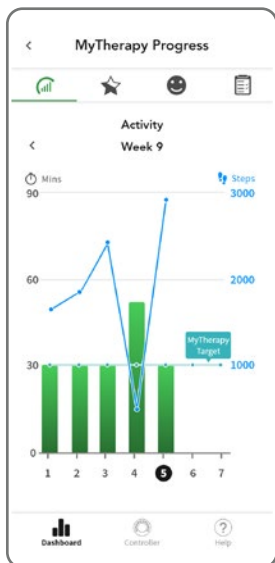 MyTherapy Progress
Activity
Week 9
Mins
Steps
90
3000
60
2000
MyTherapy
Target
30
1000
0
1 2 3 4 5 6 7
Dashboard
Controller
?
Help